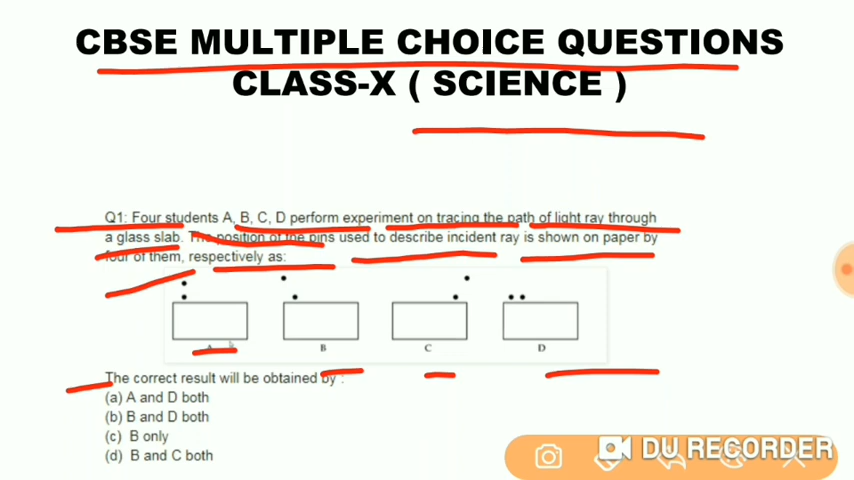 CBSE MULTIPLE CHOICE QUESTIONS
CLASS-X ( SCIENCE )
Q1: Four students A, B, C, D perform experiment on tracing the path of light ray through
a glass slab. The position of the pins used to describe incident ray is shown on paper by
four of them, respectively as:
A B C D
The correct result will be obtained by :
(a) A and D both
(b) B and D both
(c) B only
(d) B and C both
DU RECORDER